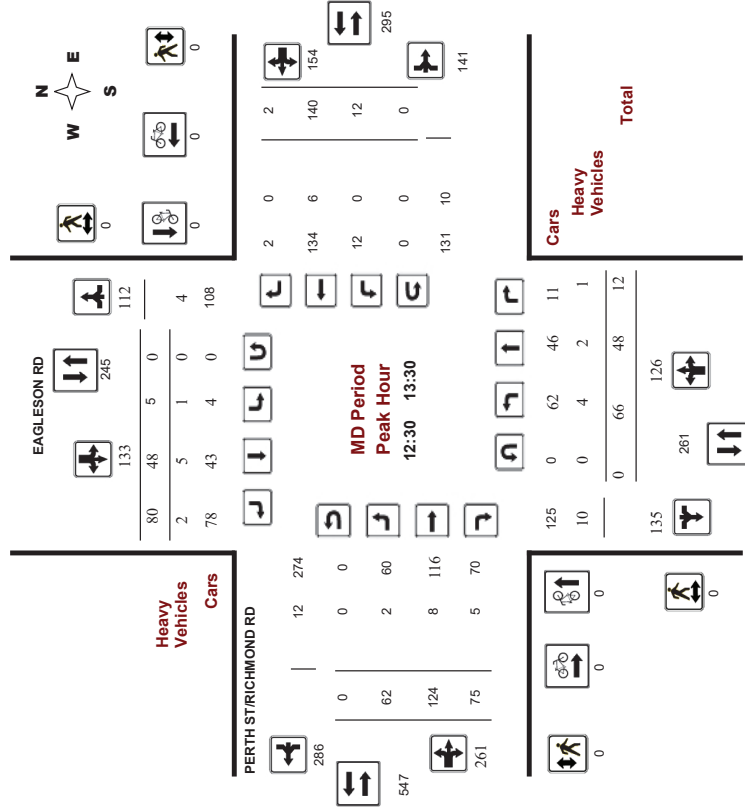 N
W E
S
0
0
0
0
EAGLESON RD
245
133
112
80 48 5 0
2 5 1 0 4
78 43 4 0 108
Heavy
Vehicles
Cars
295
154
141
2 140 12 0
0 6 0 0 10
2 134 12 0 131
MD Period
Peak Hour
12:30 13:30
PERTH ST/RICHMOND RD
12 274
0 0 0
62 2 60
124 8 116
75 5 70
286
547
261
Cars
Heavy
Vehicles
Total
125 0 62 46 11
10 0 4 2 1
0 66 48 12
135
261
126
0
0
0
0